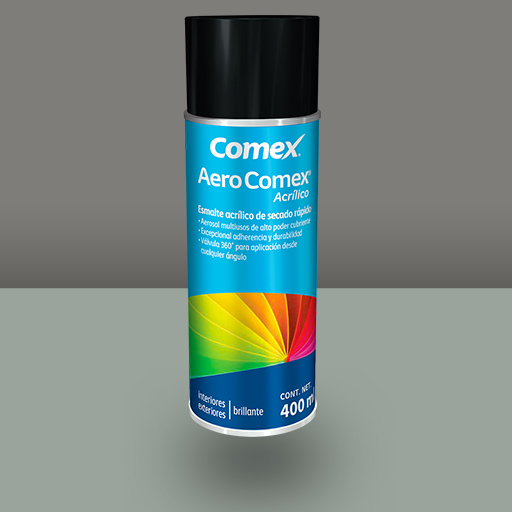 Comex
AeroComex®
Acrílico
Esmalte acrílico de secado rápido
• Aerosol multiusos de alto poder cubriente
• Excepcional adherencia y durabilidad
• Válvula 360° para aplicación desde
cualquier ángulo
interiores
exteriores
brillante
CONT. NET.
400 ml